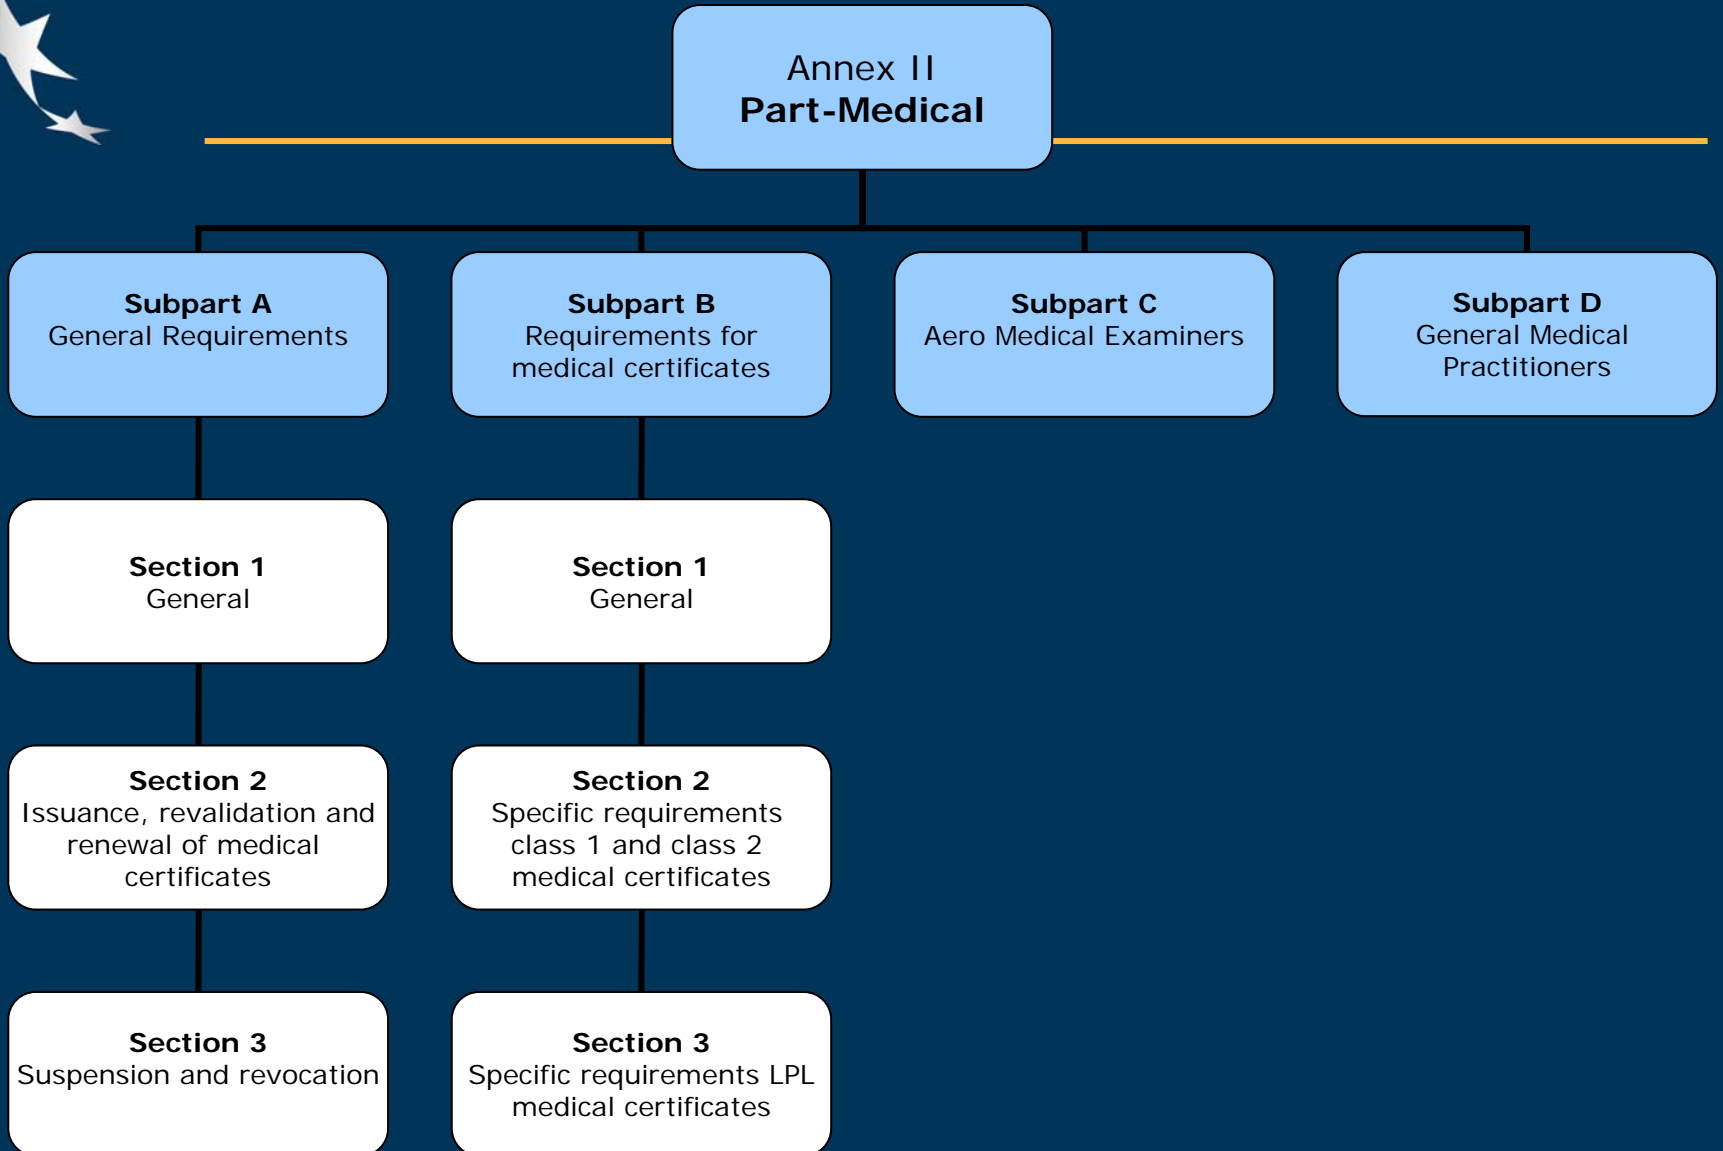 Annex II
Part-Medical
Subpart A
General Requirements
Subpart B
Requirements for
medical certificates
Subpart C
Aero Medical Examiners
Subpart D
General Medical
Practitioners
Section 1
General
Section 1
General
Section 2
Issuance, revalidation and
renewal of medical
certificates
Section 2
Specific requirements
class 1 and class 2
medical certificates
Section 3
Suspension and revocation
Section 3
Specific requirements LPL
medical certificates